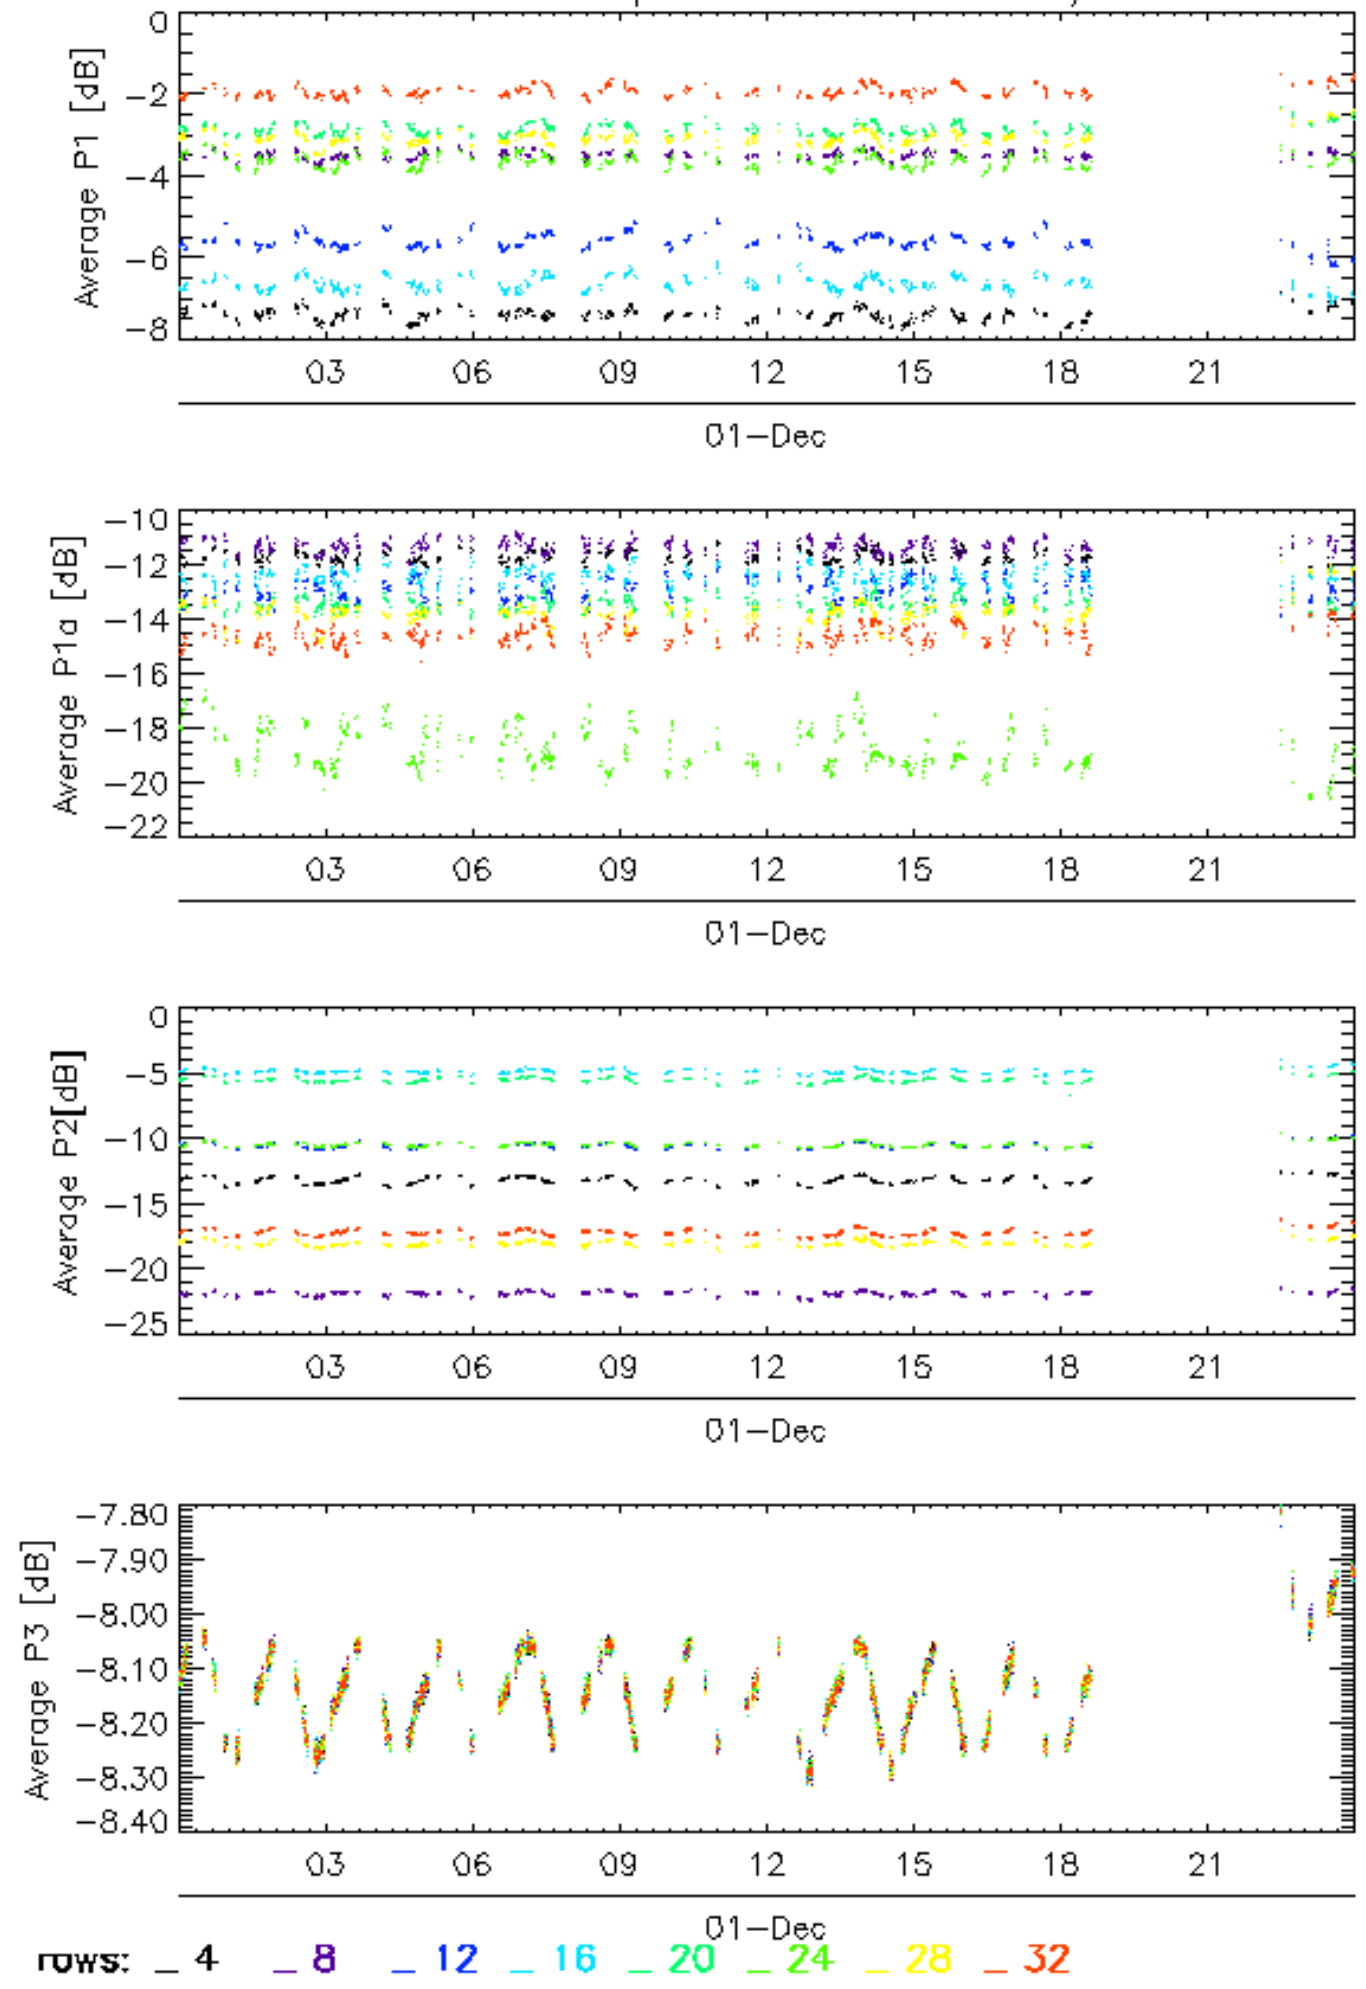 Average P1 [dB]
0
−2
−4
−6
−8
03 06 09 12 15 18 21
01−Dec
Average P1a [dB]
−10
−12
−14
−16
−18
−20
−22
03 06 09 12 15 18 21
01−Dec
Average P2[dB]
0
−5
−10
−15
−20
−25
03 06 09 12 15 18 21
01−Dec
Average P3 [dB]
−7.80
−7.90
−8.00
−8.10
−8.20
−8.30
−8.40
03 06 09 12 15 18 21
01−Dec
rows: _ 4 _ 8 _ 12 _ 16 _ 20 _ 24 _ 28 _ 32